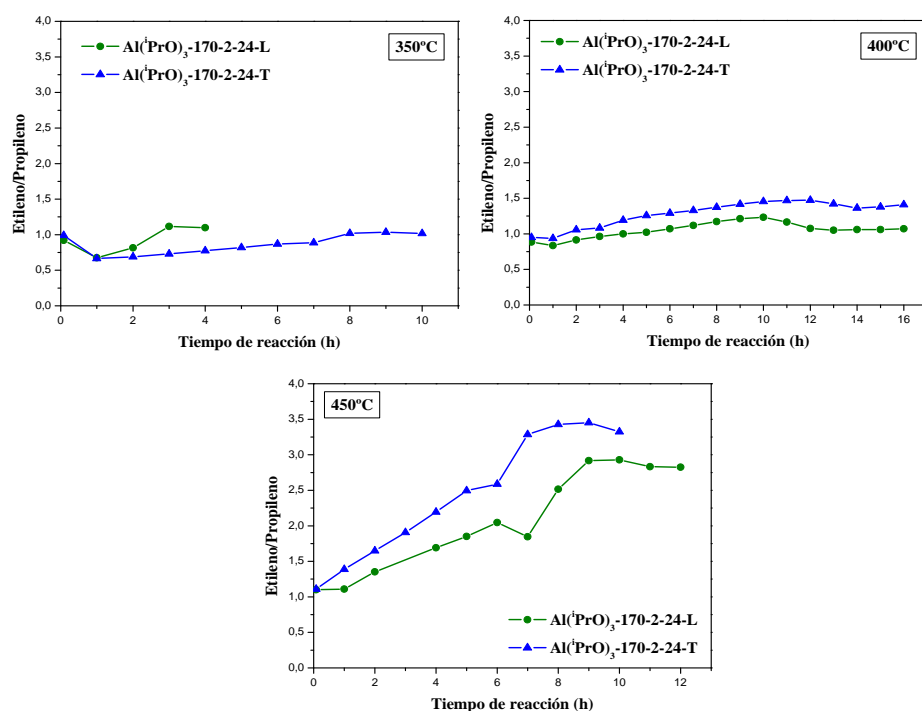 4,0
3,5
3,0
2,5
2,0
1,5
1,0
0,5
0,0
Etileno/Propileno
Al(ⁱPrO)₃-170-2-24-L
Al(ⁱPrO)₃-170-2-24-T
350ºC
0 2 4 6 8 10
Tiempo de reacción (h)
4,0
3,5
3,0
2,5
2,0
1,5
1,0
0,5
0,0
Etileno/Propileno
Al(ⁱPrO)₃-170-2-24-L
Al(ⁱPrO)₃-170-2-24-T
400ºC
0 2 4 6 8 10 12 14 16
Tiempo de reacción (h)
4,0
3,5
3,0
2,5
2,0
1,5
1,0
0,5
0,0
Etileno/Propileno
450ºC
Al(ⁱPrO)₃-170-2-24-L
Al(ⁱPrO)₃-170-2-24-T
0 2 4 6 8 10 12
Tiempo de reacción (h)